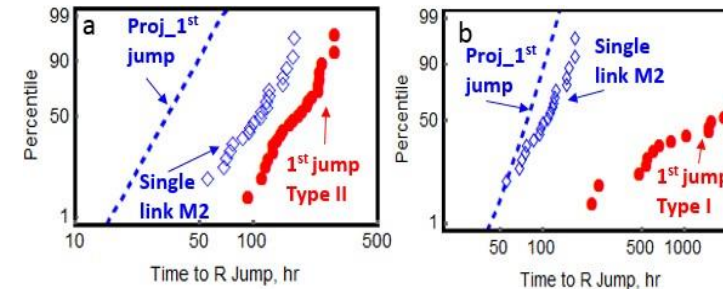 99
a
Proj_1st
jump
90
50
Percentile
Single
link M2
1st jump
Type II
1
10
50
100
500
Time to R Jump, hr
99
b
Proj_1st
jump
Single
link M2
90
50
Percentile
1st jump
Type I
1
50
100
500
1000
Time to R Jump, hr